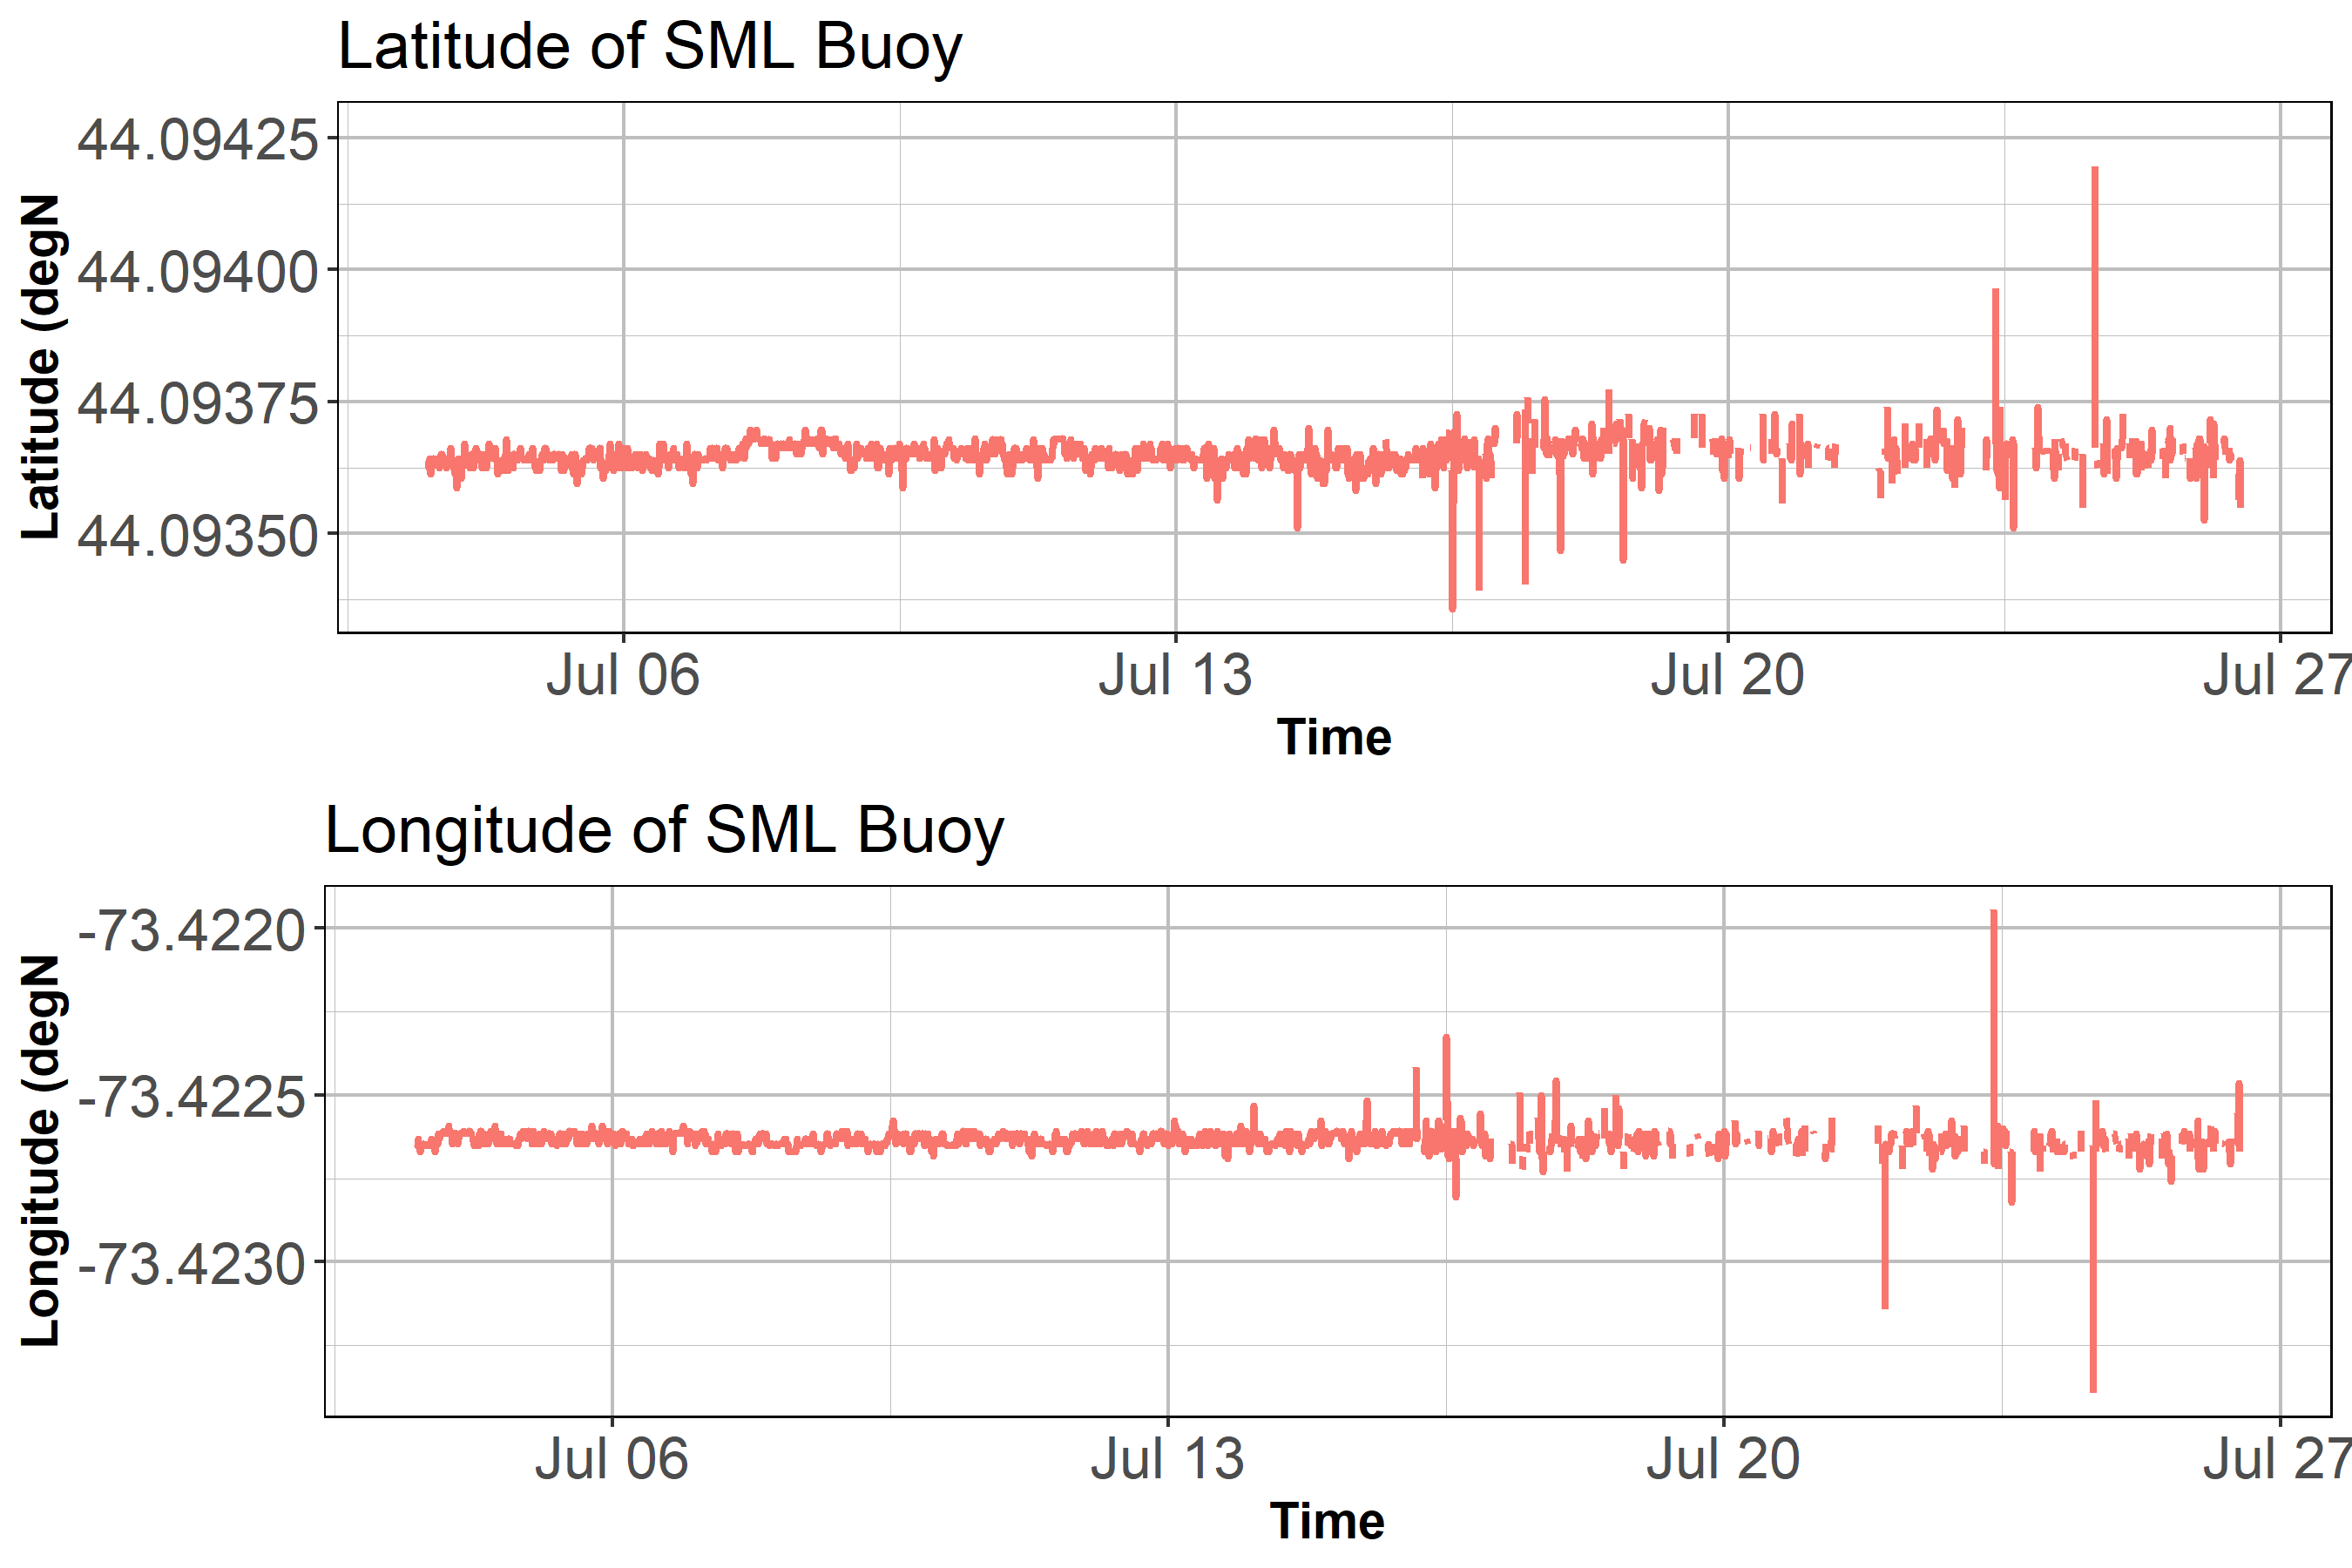 Latitude of SML Buoy
44.09425
44.09400
44.09375
44.09350
Latitude (degN
Jul 06 Jul 13 Jul 20 Jul 27
Time
Longitude of SML Buoy
-73.4220
-73.4225
-73.4230
Longitude (degN
Jul 06 Jul 13 Jul 20 Jul 27
Time